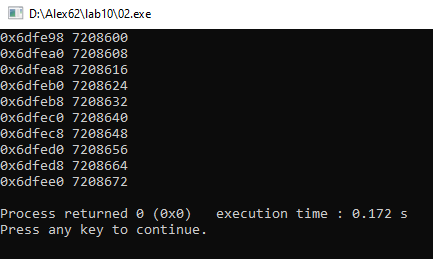 D:\Alex62\lab10\02.exe
0x6dfe98 7208600
0x6dfea0 7208608
0x6dfea8 7208616
0x6dfeb0 7208624
0x6dfeb8 7208632
0x6dfec0 7208640
0x6dfec8 7208648
0x6dfed0 7208656
0x6dfed8 7208664
0x6dfee0 7208672
Process returned 0 (0x0)   execution time : 0.172 s
Press any key to continue.